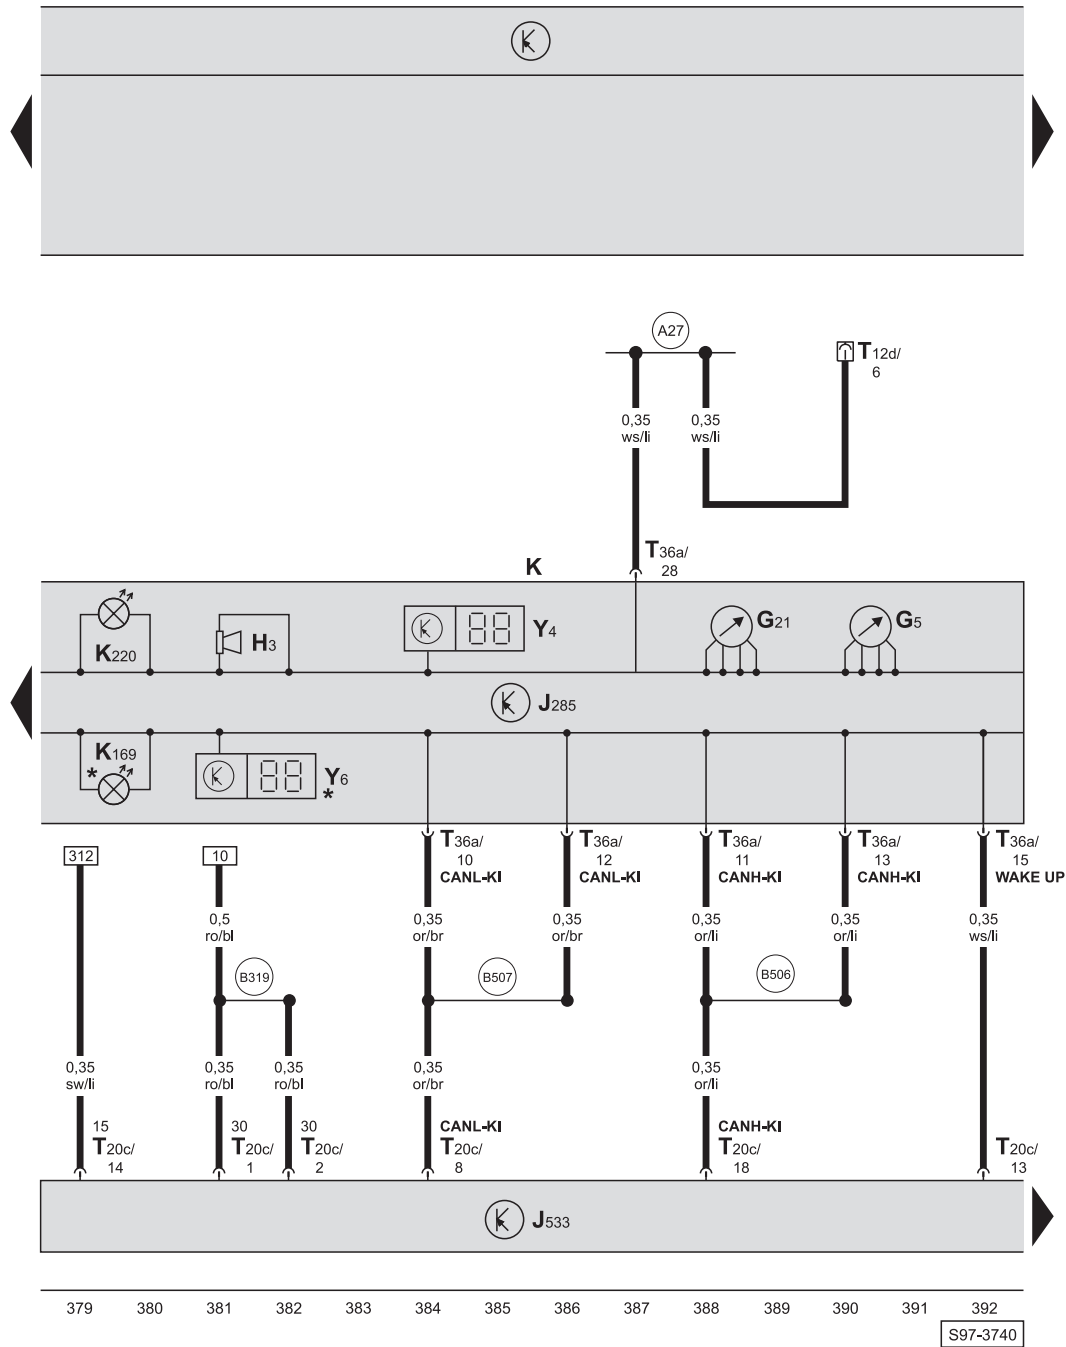 A27
T12d/
6
0,35
ws/li
0,35
ws/li
T36a/
28
K
K220
H3
Y4
G21
G5
J285
K169
*
Y6
*
312
10
T36a/
10
CANL-KI
T36a/
12
CANL-KI
T36a/
11
CANH-KI
T36a/
13
CANH-KI
T36a/
15
WAKE UP
0,5
ro/bl
0,35
or/br
0,35
or/br
0,35
or/li
0,35
or/li
0,35
ws/li
B319
B507
B506
0,35
sw/li
0,35
ro/bl
0,35
ro/bl
0,35
or/br
0,35
or/li
15
T20c/
14
30
T20c/
1
30
T20c/
2
CANL-KI
T20c/
8
CANH-KI
T20c/
18
T20c/
13
J533
379 380 381 382 383 384 385 386 387 388 389 390 391 392
S97-3740